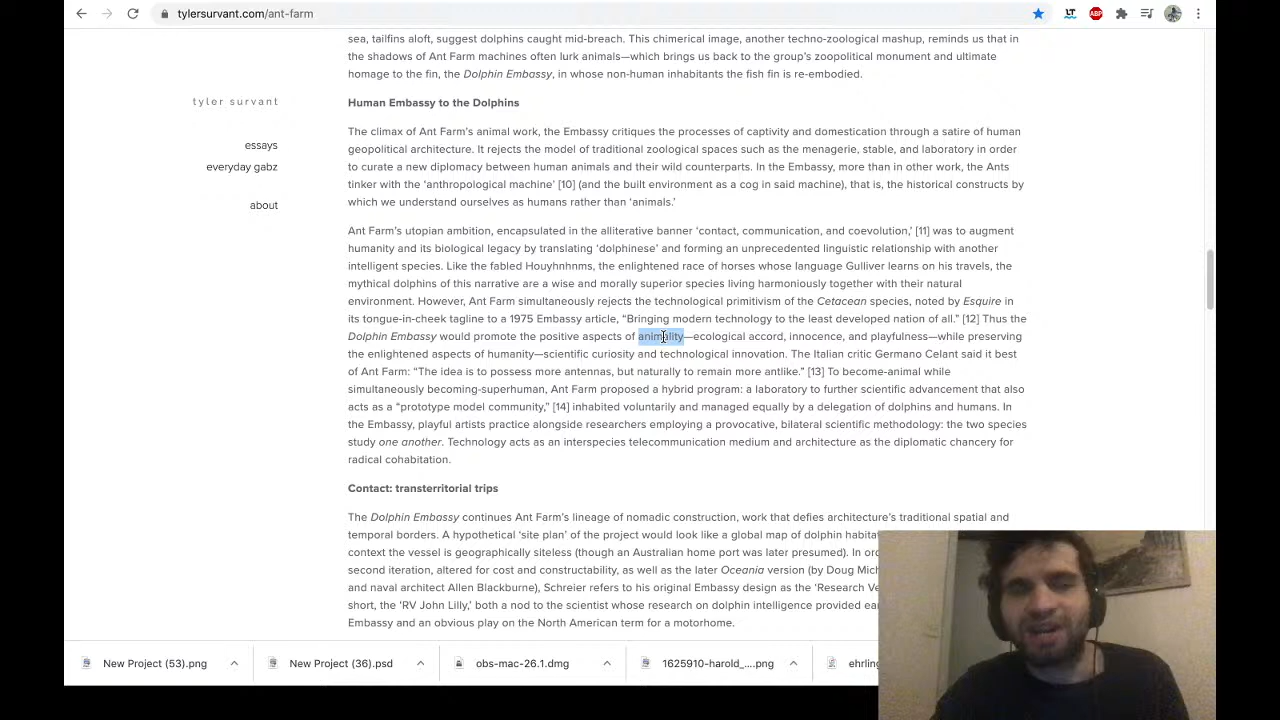 tylersurvant.com/ant-farm
LT
ABP
sea, tailfins aloft, suggest dolphins caught mid-breach. This chimerical image, another techno-zoological mashup, reminds us that in
the shadows of Ant Farm machines often lurk animals—which brings us back to the group's zoopolitical monument and ultimate
homage to the fin, the Dolphin Embassy, in whose non-human inhabitants the fish fin is re-embodied.
tyler survant
essays
everyday gabz
about
Human Embassy to the Dolphins
The climax of Ant Farm's animal work, the Embassy critiques the processes of captivity and domestication through a satire of human
geopolitical architecture. It rejects the model of traditional zoological spaces such as the menagerie, stable, and laboratory in order
to curate a new diplomacy between human animals and their wild counterparts. In the Embassy, more than in other work, the Ants
tinker with the 'anthropological machine' [10] (and the built environment as a cog in said machine), that is, the historical constructs by
which we understand ourselves as humans rather than 'animals.'
Ant Farm's utopian ambition, encapsulated in the alliterative banner 'contact, communication, and coevolution,' [11] was to augment
humanity and its biological legacy by translating 'dolphinese' and forming an unprecedented linguistic relationship with another
intelligent species. Like the fabled Houyhnhnms, the enlightened race of horses whose language Gulliver learns on his travels, the
mythical dolphins of this narrative are a wise and morally superior species living harmoniously together with their natural
environment. However, Ant Farm simultaneously rejects the technological primitivism of the Cetacean species, noted by Esquire in
its tongue-in-cheek tagline to a 1975 Embassy article, "Bringing modern technology to the least developed nation of all." [12] Thus the
Dolphin Embassy would promote the positive aspects of animality—ecological accord, innocence, and playfulness—while preserving
the enlightened aspects of humanity—scientific curiosity and technological innovation. The Italian critic Germano Celant said it best
of Ant Farm: "The idea is to possess more antennas, but naturally to remain more antlike." [13] To become-animal while
simultaneously becoming-superhuman, Ant Farm proposed a hybrid program: a laboratory to further scientific advancement that also
acts as a "prototype model community," [14] inhabited voluntarily and managed equally by a delegation of dolphins and humans. In
the Embassy, playful artists practice alongside researchers employing a provocative, bilateral scientific methodology: the two species
study one another. Technology acts as an interspecies telecommunication medium and architecture as the diplomatic chancery for
radical cohabitation.
Contact: transterritorial trips
The Dolphin Embassy continues Ant Farm's lineage of nomadic construction, work that defies architecture's traditional spatial and
temporal borders. A hypothetical 'site plan' of the project would look like a global map of dolphin
context the vessel is geographically siteless (though an Australian home port was later presumed). In
second iteration, altered for cost and constructability, as well as the later Oceania version (by Doug
and naval architect Allen Blackburne), Schreier refers to his original Embassy design as the 'Research
short, the 'RV John Lilly,' both a nod to the scientist whose research on dolphin intelligence provided
Embassy and an obvious play on the North American term for a motorhome.
New Project (53).png
New Project (36).psd
obs-mac-26.1.dmg
1625910-harold_....png